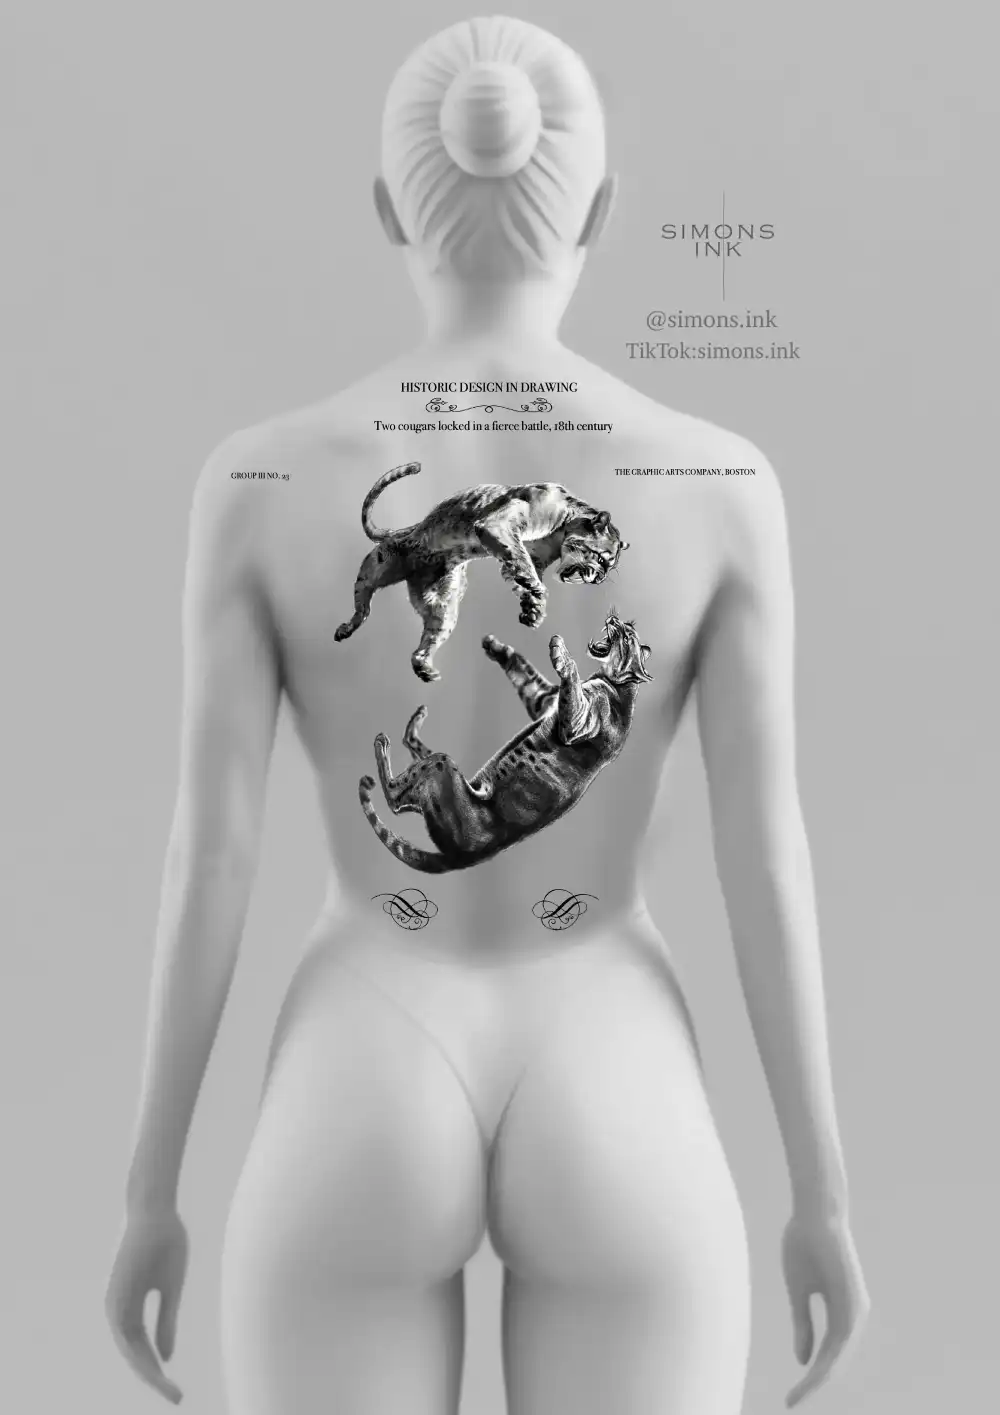 SIMONS
INK
@simons.ink
TikTok:simons.ink
HISTORIC DESIGN IN DRAWING
Two cougars locked in a fierce battle, 18th century
GROUP III NO. 23
THE GRAPHIC ARTS COMPANY, BOSTON